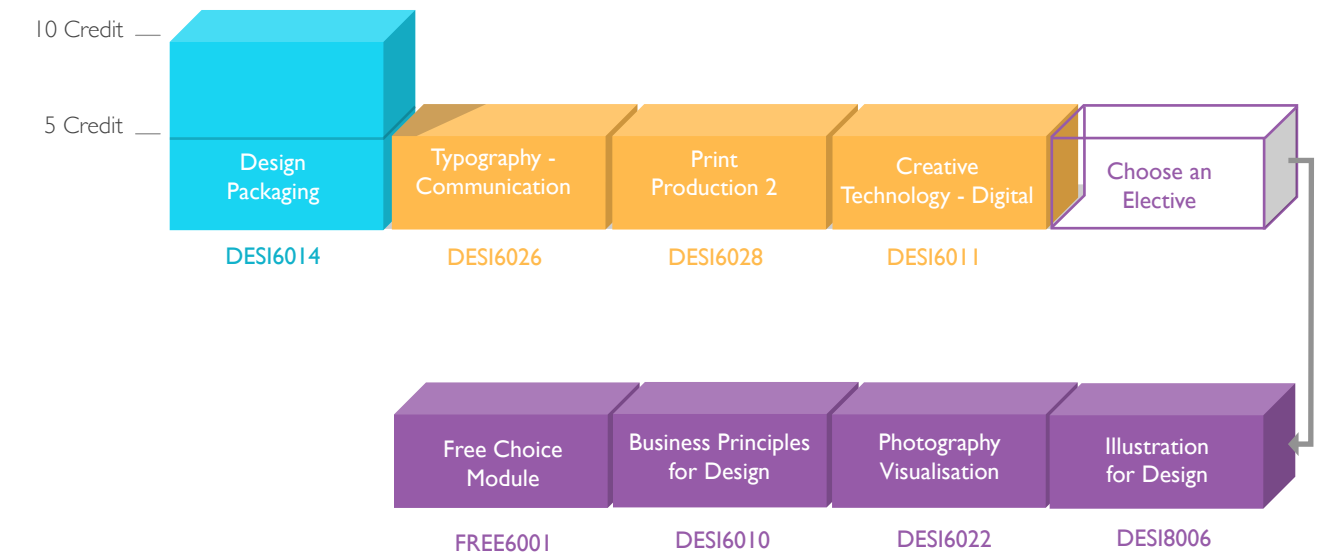 10 Credit
5 Credit
Design
Packaging
Typography -
Communication
Print
Production 2
Creative
Technology - Digital
Choose an
Elective
DESI6014
DESI6026
DESI6028
DESI6011
Free Choice
Module
Business Principles
for Design
Photography
Visualisation
Illustration
for Design
FREE6001
DESI6010
DESI6022
DESI8006